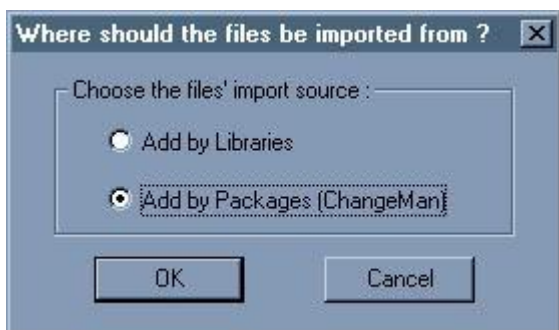 Where should the files be imported from ?
Choose the files' import source :
Add by Libraries
Add by Packages (ChangeMan)
OK Cancel